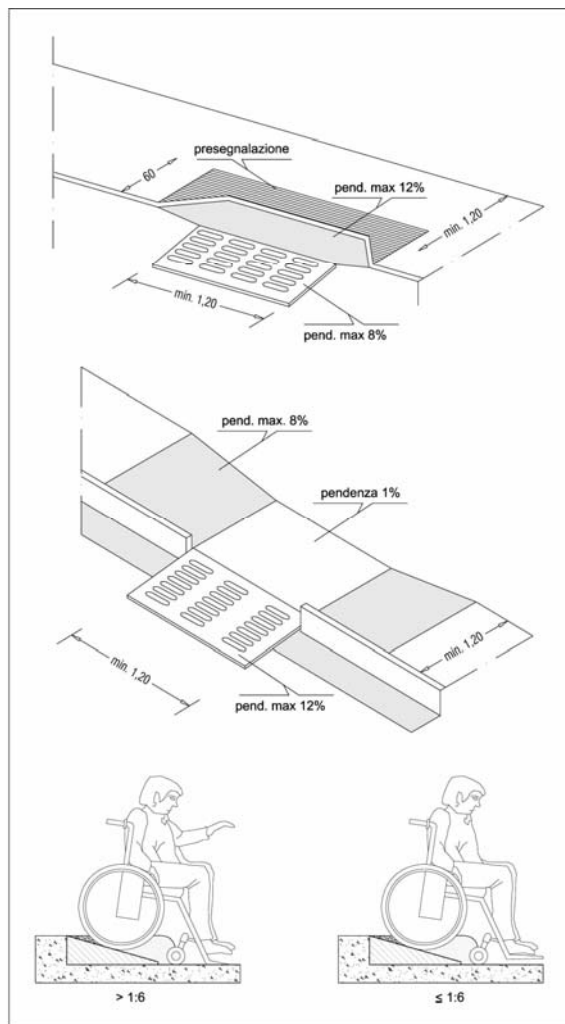 presegnalazione
60
pend. max 12%
min. 1,20
min. 1,20
pend. max 8%
pend. max. 8%
pendenza 1%
min. 1,20
min. 1,20
pend. max 12%
> 1:6
≤ 1:6